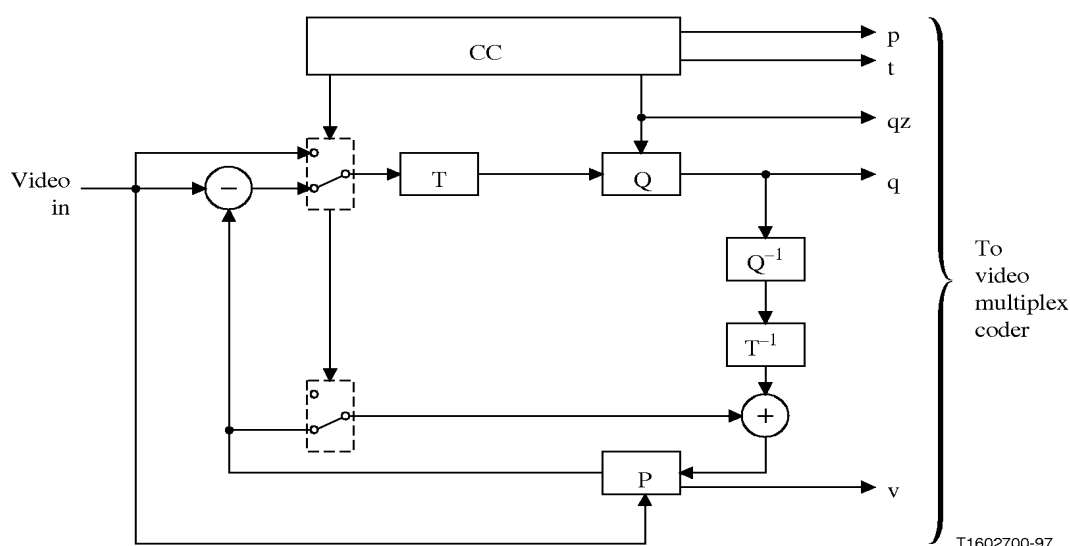 CC
p
t
qz
Video
in
−
T
Q
q
Q⁻¹
To
video
multiplex
coder
T⁻¹
+
P
v
T1602700-97